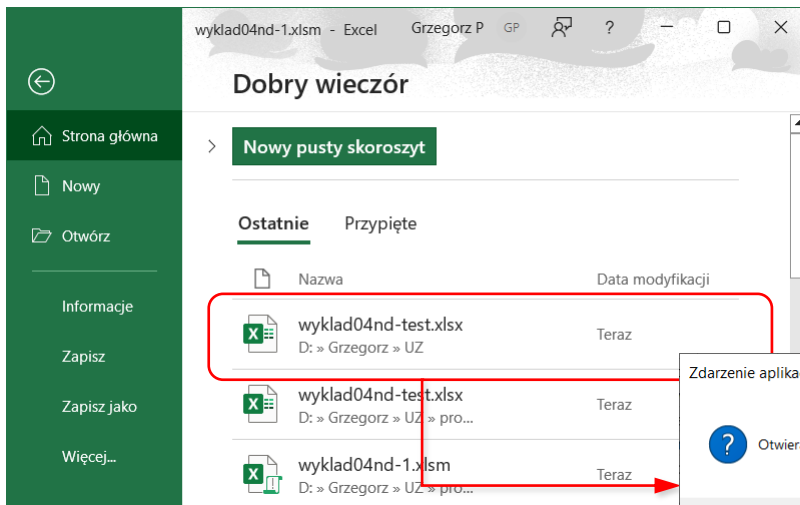 wyklad04nd-1.xlsm - Excel Grzegorz P GP ?
Dobry wieczór
Strona główna
Nowy pusty skoroszyt
Nowy
Ostatnie Przypięte
Otwórz
Nazwa Data modyfikacji
Informacje
wyklad04nd-test.xlsx
Teraz
D: » Grzegorz » UZ
Zapisz
Zdarzenie aplika
wyklad04nd-test.xlsx
Zapisz jako
Teraz
D: » Grzegorz » UZ » pro...
? Otwier
Więcej...
wyklad04nd-1.xlsm
Teraz
D: » Grzegorz » UZ » pro...